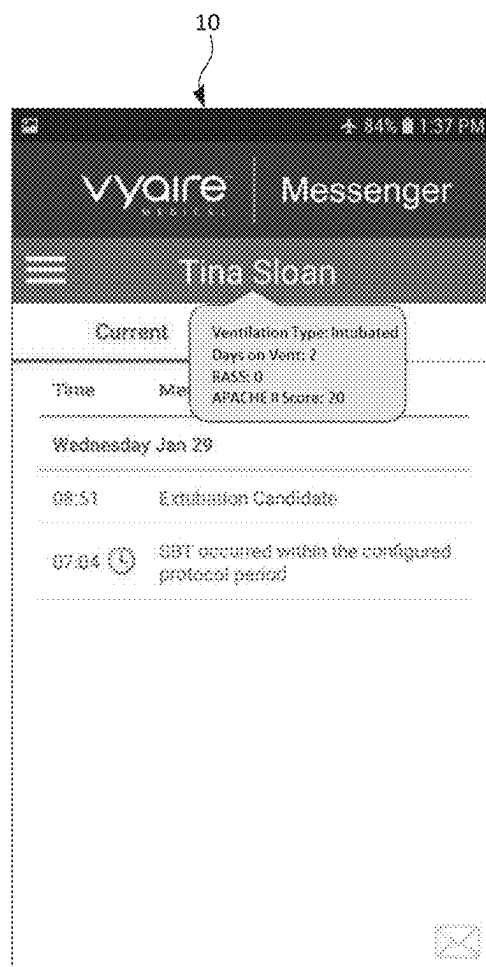 10
84% 1:37 PM
vyaire Messenger
MEDICAL
Tina Sloan
Current
Ventilation Type: Intubated
Days on Vent: 2
RASS: 0
APACHE II Score: 20
Time
Wednesday Jan 29
08:51 Extubation Candidate
07:04 SBT occurred within the configured
protocol period